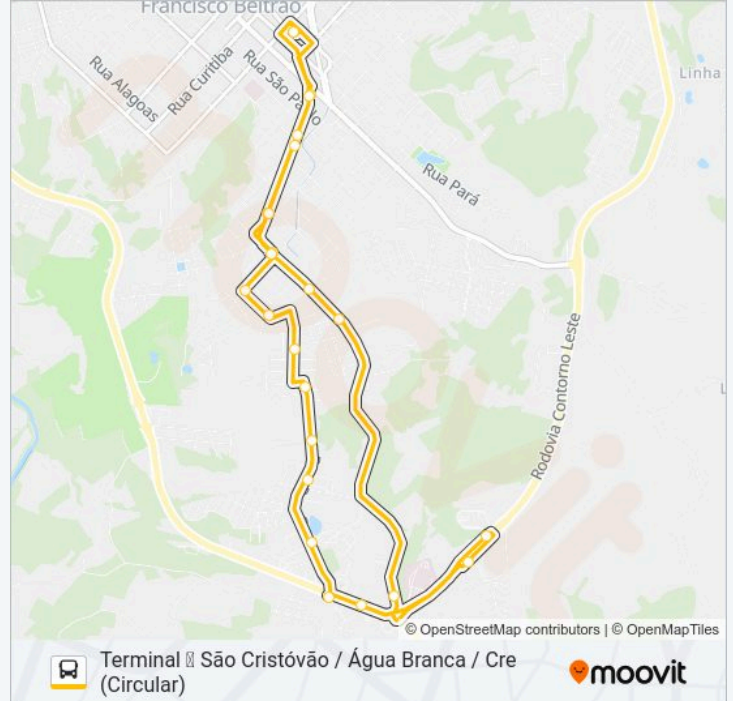 Francisco Beltrão
Rua Alagoas
Rua Curitiba
Rua São Paulo
Linha
Rua Pará
Rodovia Contorno Leste
© OpenStreetMap contributors | © OpenMapTiles
Terminal São Cristóvão / Água Branca / Cre
(Circular)
moovit